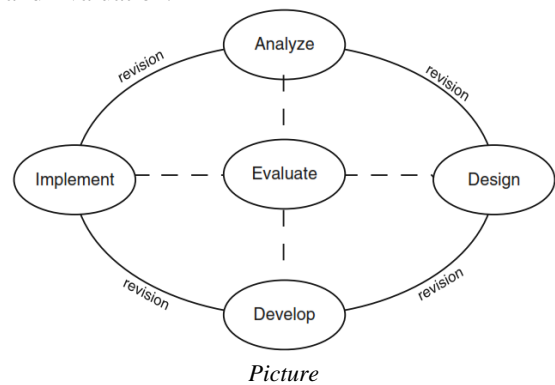 Analyze
revision
revision
Implement
Evaluate
Design
revision
revision
Develop
Picture